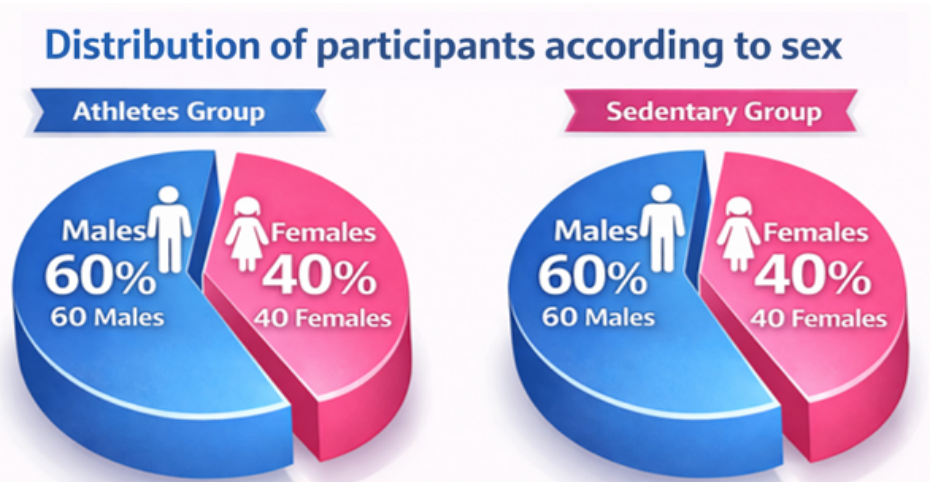 Distribution of participants according to sex
Athletes Group
Males
60%
60 Males
Females
40%
40 Females
Sedentary Group
Males
60%
60 Males
Females
40%
40 Females